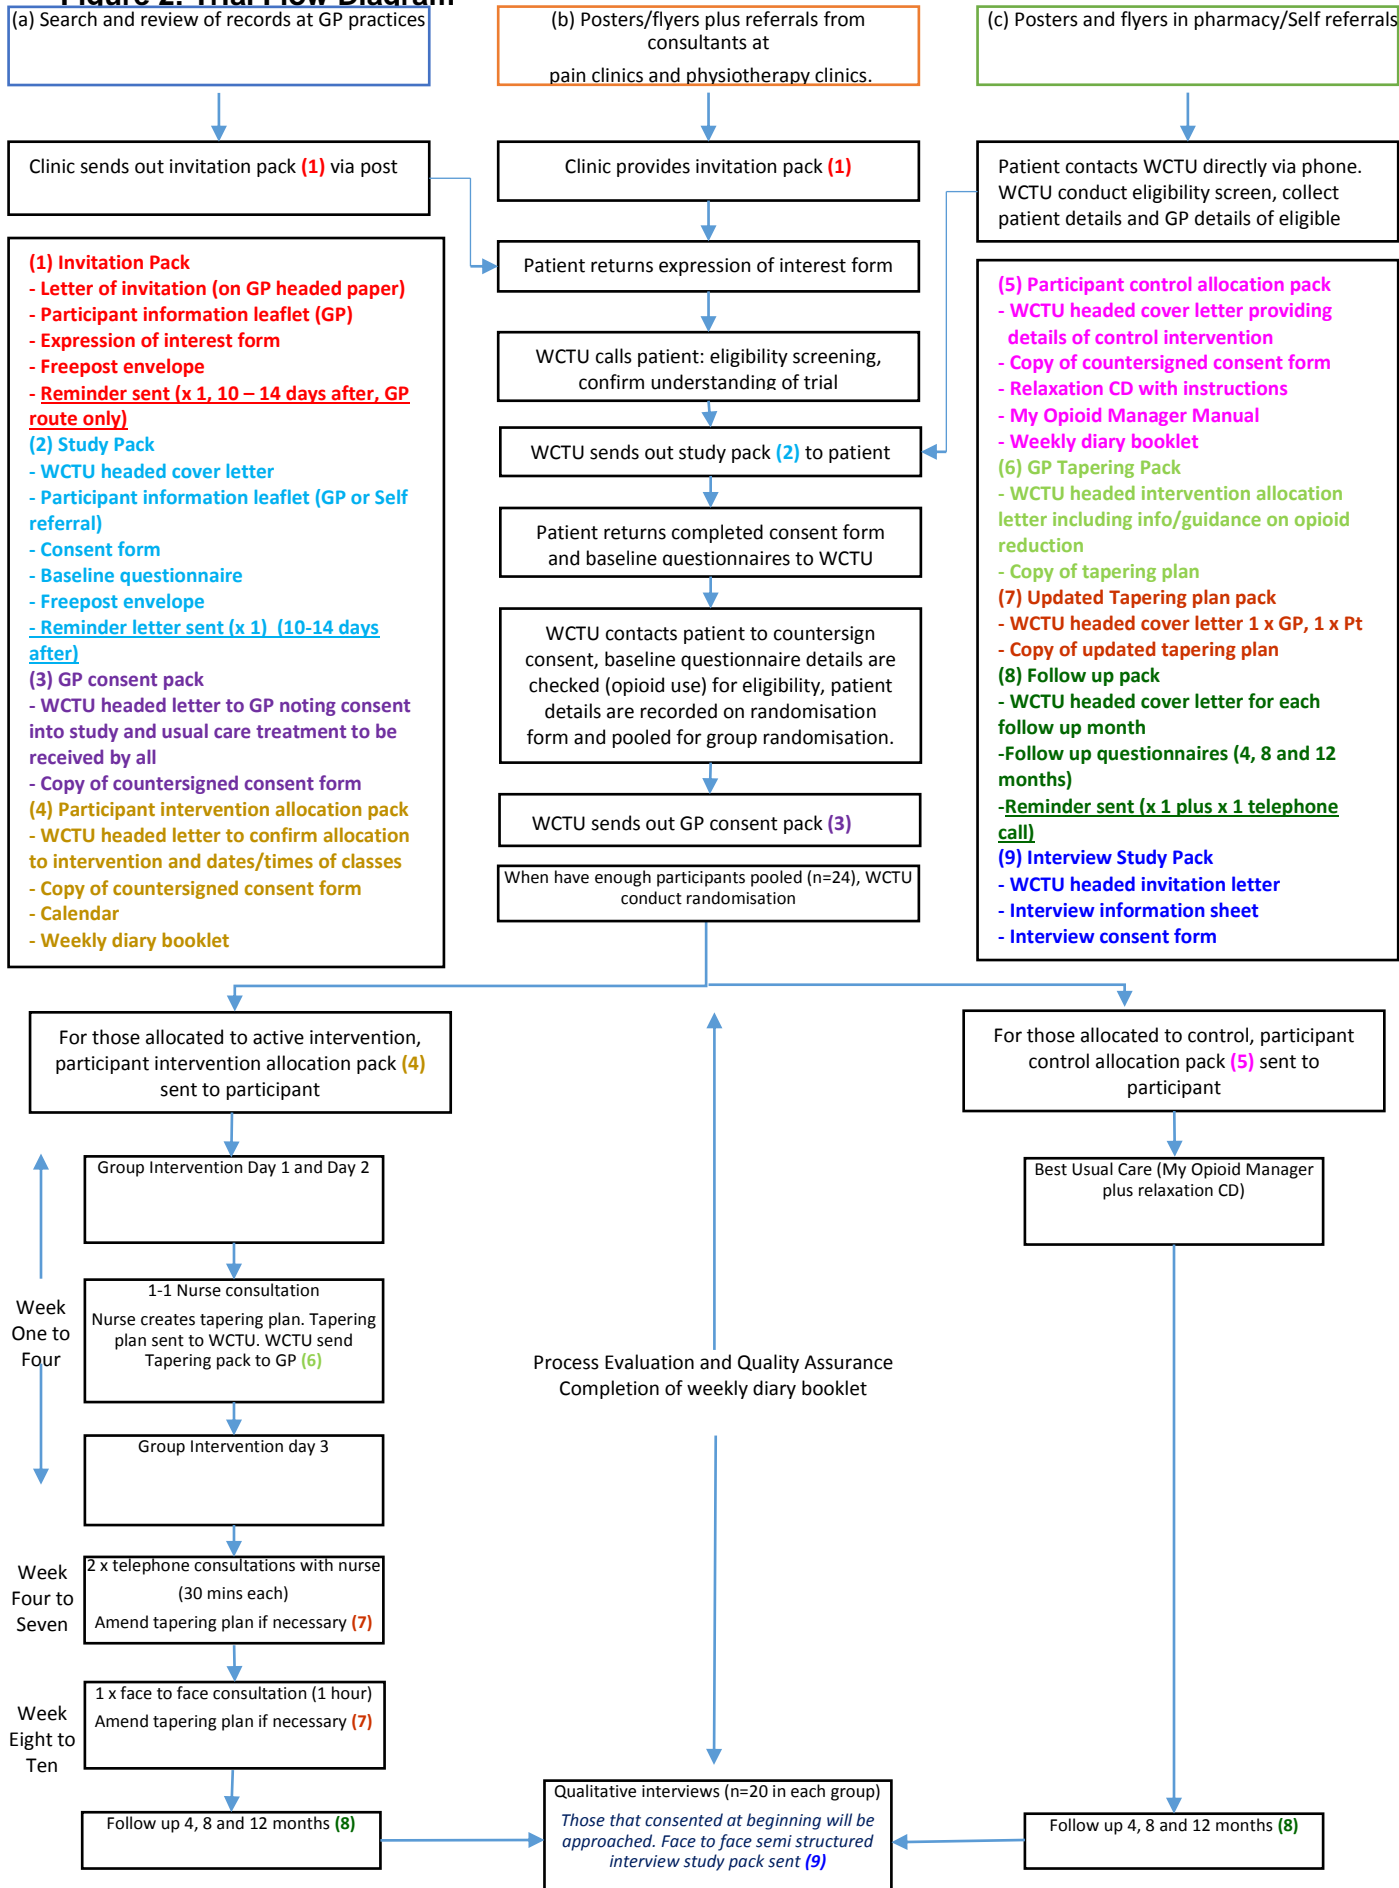 Figure 2: Trial Flow Diagram
(a) Search and review of records at GP practices
(b) Posters/flyers plus referrals from
consultants at
pain clinics and physiotherapy clinics.
(c) Posters and flyers in pharmacy/Self referrals
Clinic sends out invitation pack (1) via post
Clinic provides invitation pack (1)
Patient contacts WCTU directly via phone.
WCTU conduct eligibility screen, collect
patient details and GP details of eligible
Patient returns expression of interest form
WCTU calls patient: eligibility screening,
confirm understanding of trial
WCTU sends out study pack (2) to patient
Patient returns completed consent form
and baseline questionnaires to WCTU
WCTU contacts patient to countersign
consent, baseline questionnaire details are
checked (opioid use) for eligibility, patient
details are recorded on randomisation
form and pooled for group randomisation.
WCTU sends out GP consent pack (3)
When have enough participants pooled (n=24), WCTU
conduct randomisation
(1) Invitation Pack
- Letter of invitation (on GP headed paper)
- Participant information leaflet (GP)
- Expression of interest form
- Freepost envelope
- Reminder sent (x 1, 10 – 14 days after, GP
route only)
(2) Study Pack
- WCTU headed cover letter
- Participant information leaflet (GP or Self
referral)
- Consent form
- Baseline questionnaire
- Freepost envelope
- Reminder letter sent (x 1) (10-14 days
after)
(3) GP consent pack
- WCTU headed letter to GP noting consent
into study and usual care treatment to be
received by all
- Copy of countersigned consent form
(4) Participant intervention allocation pack
- WCTU headed letter to confirm allocation
to intervention and dates/times of classes
- Copy of countersigned consent form
- Calendar
- Weekly diary booklet
(5) Participant control allocation pack
- WCTU headed cover letter providing
details of control intervention
- Copy of countersigned consent form
- Relaxation CD with instructions
- My Opioid Manager Manual
- Weekly diary booklet
(6) GP Tapering Pack
- WCTU headed intervention allocation
letter including info/guidance on opioid
reduction
- Copy of tapering plan
(7) Updated Tapering plan pack
- WCTU headed cover letter 1 x GP, 1 x Pt
- Copy of updated tapering plan
(8) Follow up pack
- WCTU headed cover letter for each
follow up month
-Follow up questionnaires (4, 8 and 12
months)
-Reminder sent (x 1 plus x 1 telephone
call)
(9) Interview Study Pack
- WCTU headed invitation letter
- Interview information sheet
- Interview consent form
For those allocated to active intervention,
participant intervention allocation pack (4)
sent to participant
For those allocated to control, participant
control allocation pack (5) sent to
participant
Group Intervention Day 1 and Day 2
Best Usual Care (My Opioid Manager
plus relaxation CD)
Week
One to
Four
1-1 Nurse consultation
Nurse creates tapering plan. Tapering
plan sent to WCTU. WCTU send
Tapering pack to GP (6)
Process Evaluation and Quality Assurance
Completion of weekly diary booklet
Group Intervention day 3
Week
Four to
Seven
2 x telephone consultations with nurse
(30 mins each)
Amend tapering plan if necessary (7)
Week
Eight to
Ten
1 x face to face consultation (1 hour)
Amend tapering plan if necessary (7)
Follow up 4, 8 and 12 months (8)
Qualitative interviews (n=20 in each group)
Those that consented at beginning will be
approached. Face to face semi structured
interview study pack sent (9)
Follow up 4, 8 and 12 months (8)